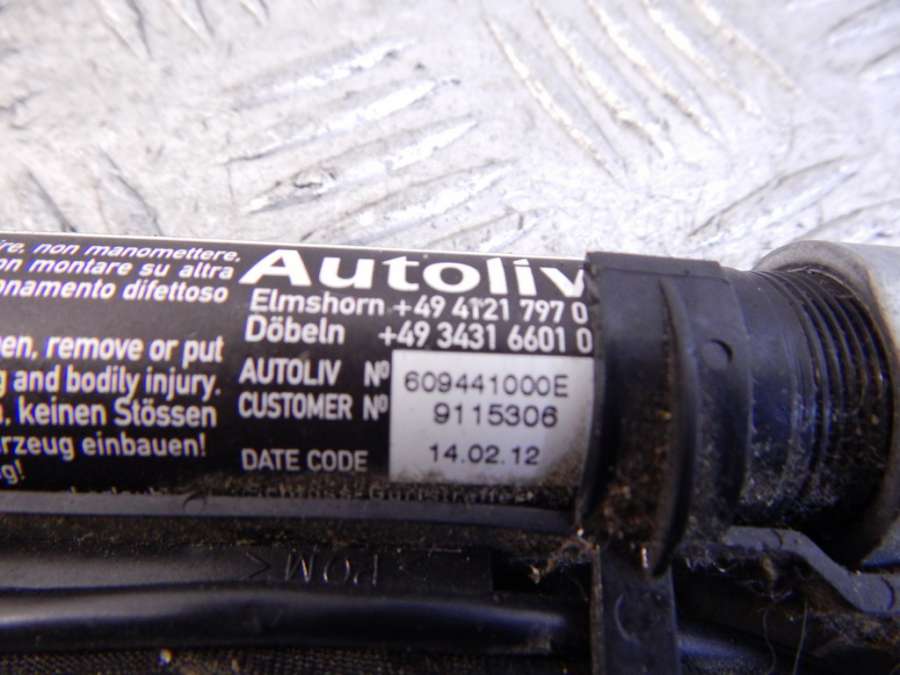 ire, non manomettere,
on montare su altra
onamento difettoso
en, remove or put
g and bodily injury.
, keinen Stössen
rzeug einbauen!
g!
Autoliv
Elmshorn +49 4121 797 0
Döbeln +49 3431 6601 0
AUTOLIV Nº 609441000E
CUSTOMER Nº 9115306
DATE CODE 14.02.12
>POM<